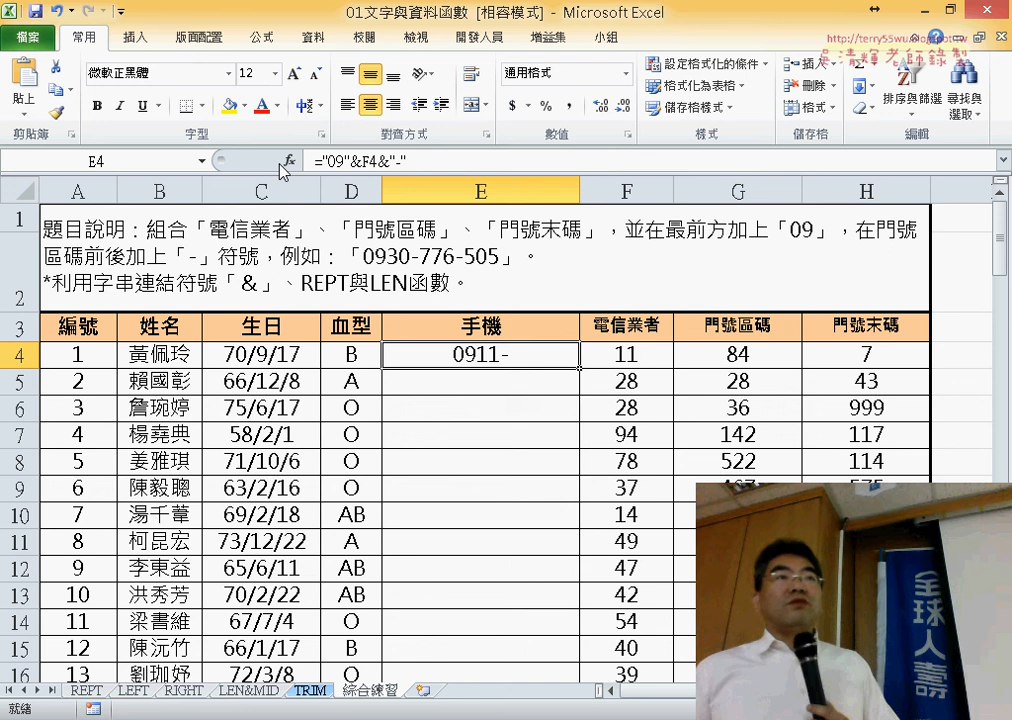 01文字與資料函數 [相容模式] - Microsoft Excel
檔案 常用 插入 版面配置 公式 資料 校閱 檢視 開發人員 增益集 小組
http://terry55wu.blogspot.tw
吳清輝老師錄製
微軟正黑體 12 通用格式 設定格式化的條件 插入
貼上 B I U $ % , 格式化為表格 刪除 排序與篩選 尋找與選取
儲存格樣式 格式
剪貼簿 字型 對齊方式 數值 樣式 儲存格 編輯
E4 fx ="09"&F4&"-"
A B C D E F G H
1 題目說明：組合「電信業者」、「門號區碼」、「門號末碼」，並在最前方加上「09」，在門號
區碼前後加上「-」符號，例如：「0930-776-505」。
2 *利用字串連結符號「&」、REPT與LEN函數。
3 編號 姓名 生日 血型 手機 電信業者 門號區碼 門號末碼
4 1 黃佩玲 70/9/17 B 0911- 11 84 7
5 2 賴國彰 66/12/8 A 28 28 43
6 3 詹琬婷 75/6/17 O 28 36 999
7 4 楊堯典 58/2/1 O 94 142 117
8 5 姜雅琪 71/10/6 O 78 522 114
9 6 陳毅聰 63/2/16 O 37
10 7 湯千葦 69/2/18 AB 14
11 8 柯昆宏 73/12/22 A 49
12 9 李東益 65/6/11 AB 47
13 10 洪秀芳 70/2/22 AB 42
14 11 梁書維 67/7/4 O 54
15 12 陳沅竹 66/1/17 B 40
16 13 劉珈妤 72/3/8 O 39
REPT LEFT RIGHT LEN&MID TRIM 綜合練習
就緒
全球人壽